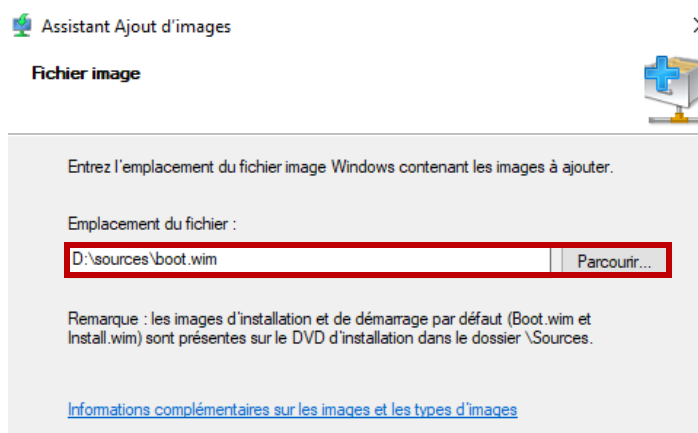 Assistant Ajout d'images
Fichier image
Entrez l'emplacement du fichier image Windows contenant les images à ajouter.
Emplacement du fichier :
D:\sources\boot.wim
Parcourir...
Remarque : les images d'installation et de démarrage par défaut (Boot.wim et
Install.wim) sont présentes sur le DVD d'installation dans le dossier \Sources.
Informations complémentaires sur les images et les types d'images